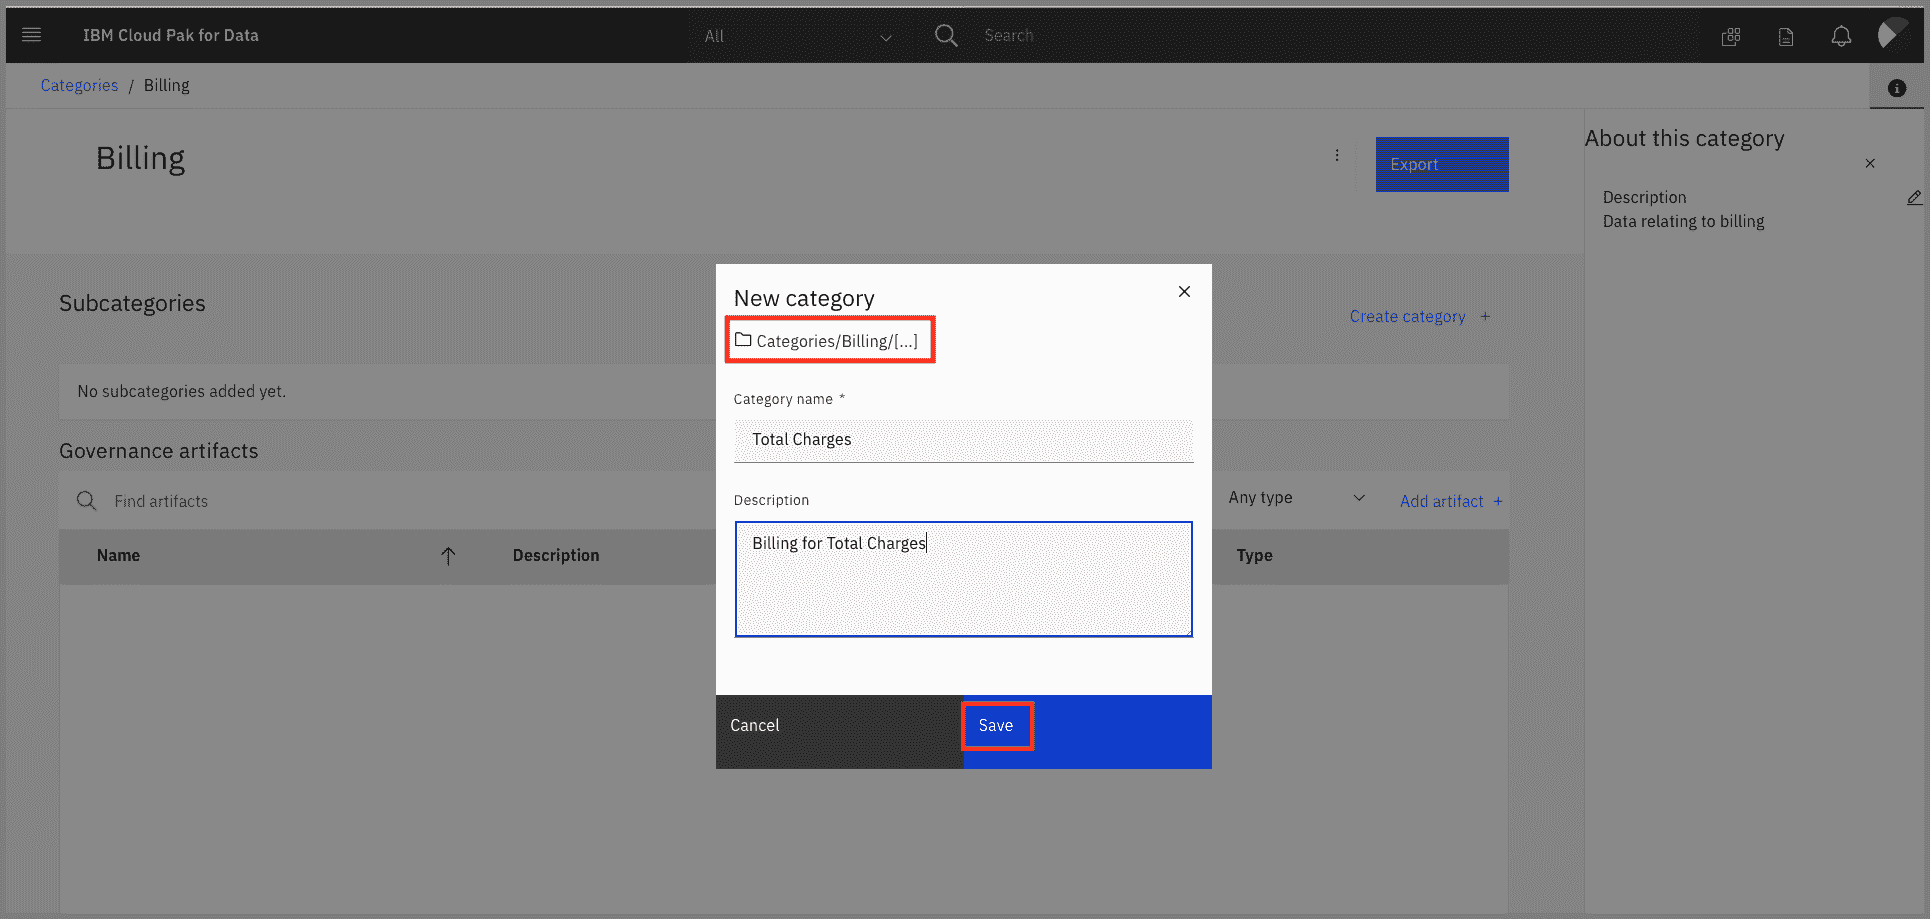 IBM Cloud Pak for Data
All
Search
Categories / Billing
Billing
Export
About this category
Description
Data relating to billing
Subcategories
Create category +
No subcategories added yet.
Governance artifacts
Find artifacts
Any type
Add artifact +
Name
Description
Type
New category
Categories/Billing/[...]
Category name *
Total Charges
Description
Billing for Total Charges
Cancel
Save